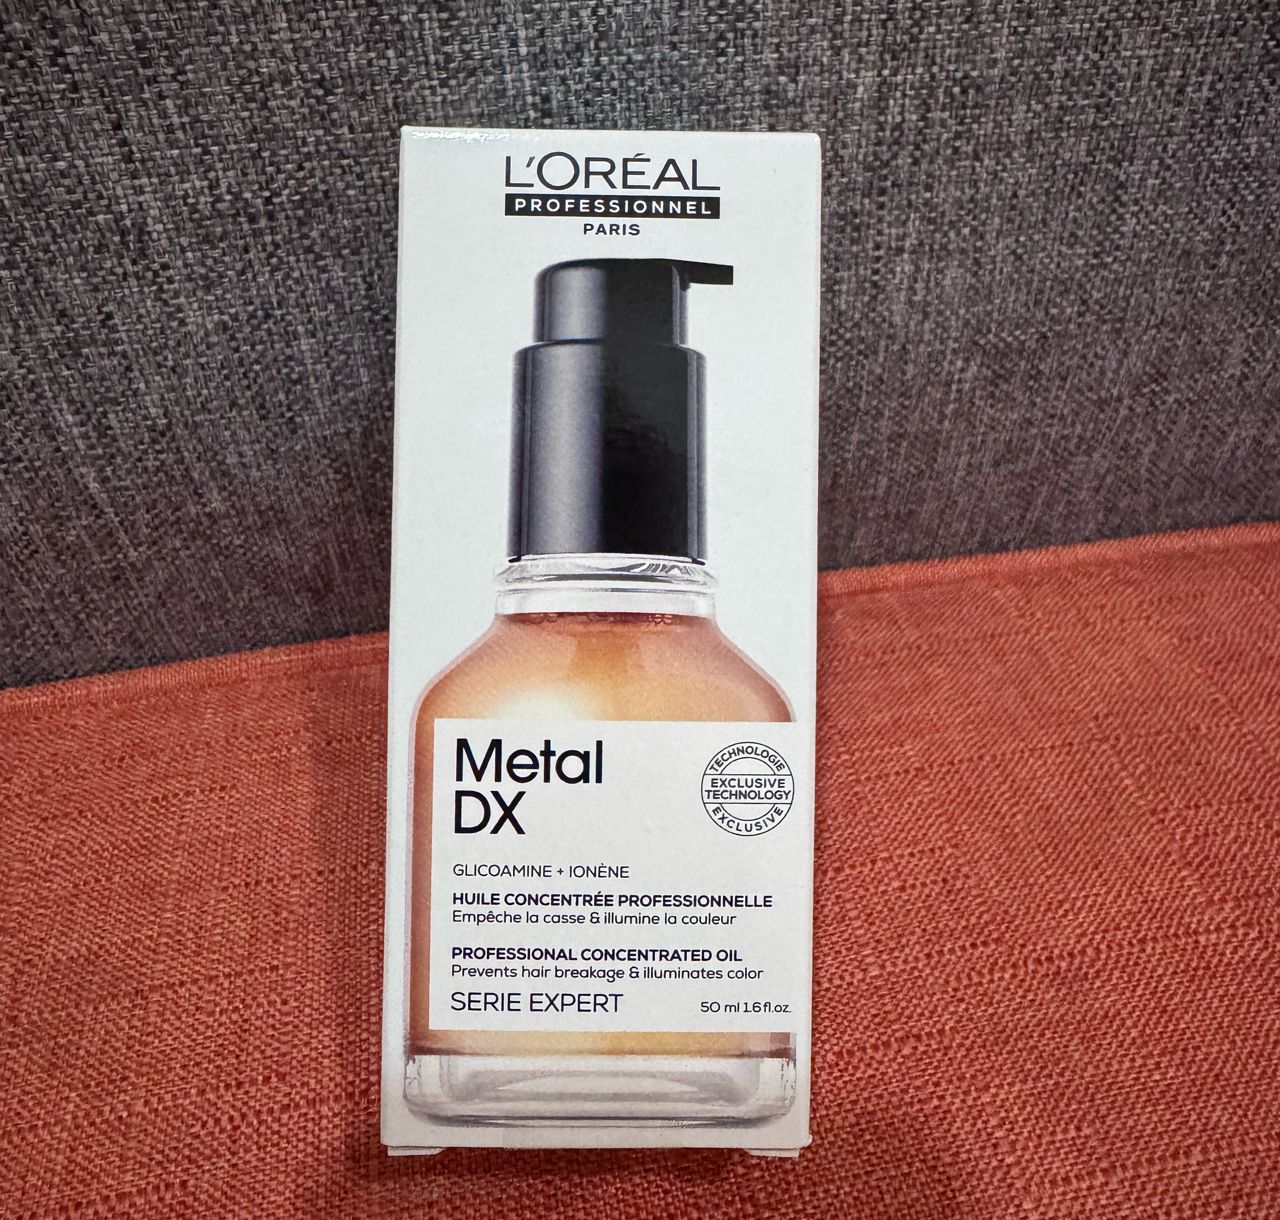 L'ORÉAL
PROFESSIONNEL
PARIS
Metal
DX
TECHNOLOGIE
EXCLUSIVE
TECHNOLOGY
EXCLUSIVE
GLICOAMINE + IONÈNE
HUILE CONCENTRÉE PROFESSIONNELLE
Empêche la casse & illumine la couleur
PROFESSIONAL CONCENTRATED OIL
Prevents hair breakage & illuminates color
SERIE EXPERT
50 ml 1.6 fl.oz.